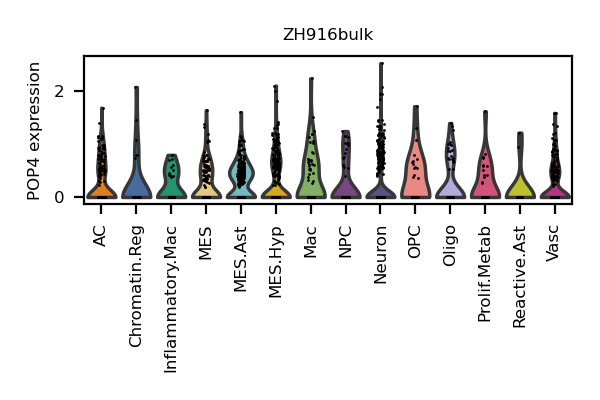 ZH916bulk
POP4 expression
2
0
AC
Chromatin.Reg
Inflammatory.Mac
MES
MES.Ast
MES.Hyp
Mac
NPC
Neuron
OPC
Oligo
Prolif.Metab
Reactive.Ast
Vasc